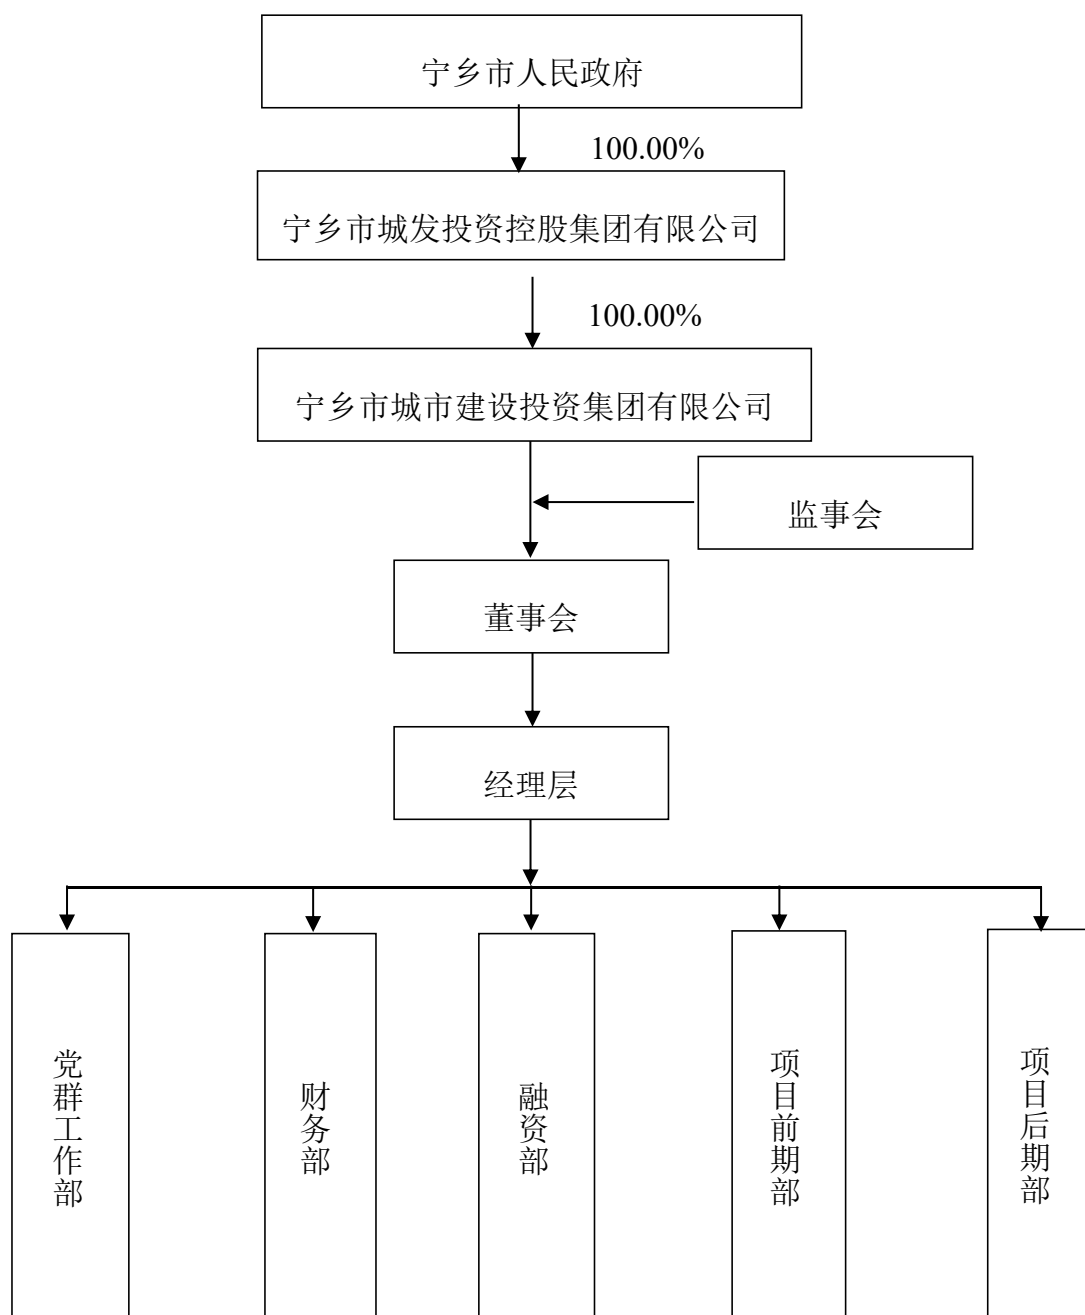 宁乡市人民政府
100.00%
宁乡市城发投资控股集团有限公司
100.00%
宁乡市城市建设投资集团有限公司
监事会
董事会
经理层
党群工作部
财务部
融资部
项目前期部
项目后期部